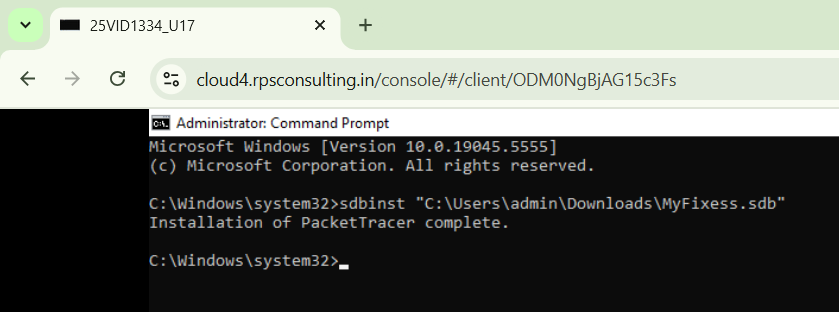 25VID1334_U17
cloud4.rpsconsulting.in/console/#/client/ODM0NgBjAG15c3Fs
Administrator: Command Prompt
Microsoft Windows [Version 10.0.19045.5555]
(c) Microsoft Corporation. All rights reserved.
C:\Windows\system32>sdbinst "C:\Users\admin\Downloads\MyFixess.sdb"
Installation of PacketTracer complete.
C:\Windows\system32>